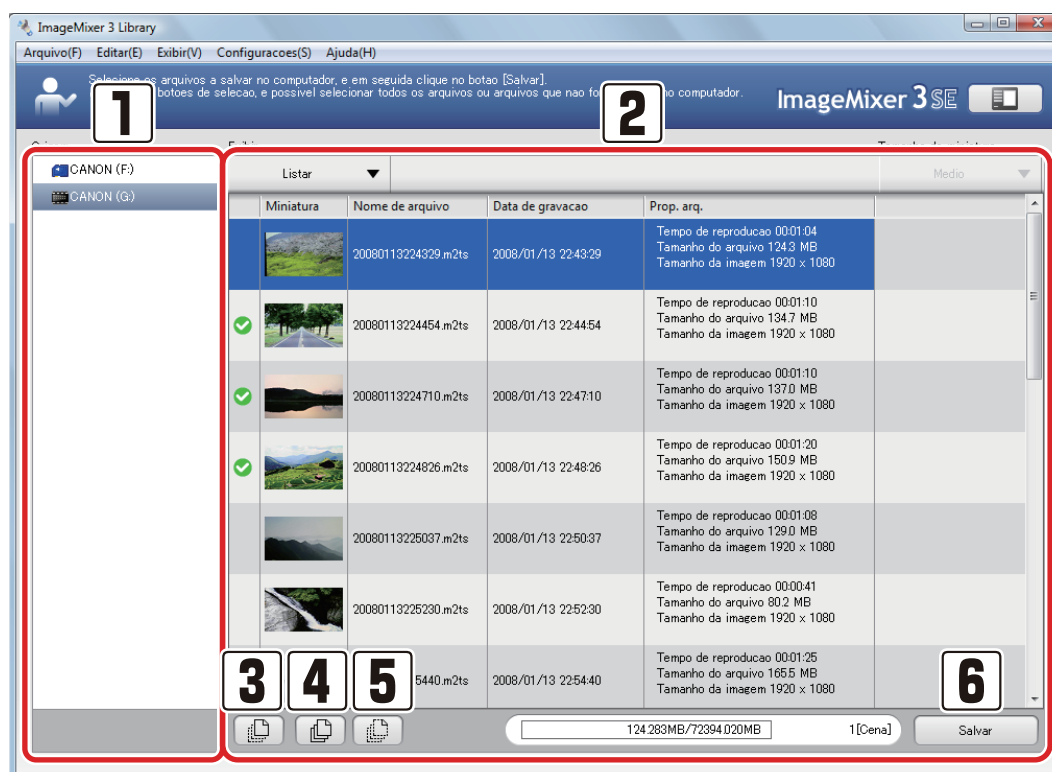 ImageMixer 3 Library
Arquivo(F) Editar(E) Exibir(V) Configuracoes(S) Ajuda(H)
Selecione os arquivos a salvar no computador, e em seguida clique no botao [Salvar].
botoes de selecao, e possivel selecionar todos os arquivos ou arquivos que nao no computador.
ImageMixer 3 SE
1
2
CANON (F:)
CANON (G:)
Listar
Medio
Miniatura Nome de arquivo Data de gravacao Prop. arq.
Tempo de reproducao 00:01:04
20080113224329.m2ts 2008/01/13 22:43:29 Tamanho do arquivo 124.3 MB
Tamanho da imagem 1920 x 1080
Tempo de reproducao 00:01:10
20080113224454.m2ts 2008/01/13 22:44:54 Tamanho do arquivo 134.7 MB
Tamanho da imagem 1920 x 1080
Tempo de reproducao 00:01:10
20080113224710.m2ts 2008/01/13 22:47:10 Tamanho do arquivo 137.0 MB
Tamanho da imagem 1920 x 1080
Tempo de reproducao 00:01:20
20080113224826.m2ts 2008/01/13 22:48:26 Tamanho do arquivo 150.9 MB
Tamanho da imagem 1920 x 1080
Tempo de reproducao 00:01:08
20080113225037.m2ts 2008/01/13 22:50:37 Tamanho do arquivo 129.0 MB
Tamanho da imagem 1920 x 1080
Tempo de reproducao 00:00:41
20080113225230.m2ts 2008/01/13 22:52:30 Tamanho do arquivo 80.2 MB
Tamanho da imagem 1920 x 1080
Tempo de reproducao 00:01:25
5440.m2ts 2008/01/13 22:54:40 Tamanho do arquivo 165.5 MB
Tamanho da imagem 1920 x 1080
3 4 5 6
124.283MB/72394.020MB 1[Cena] Salvar